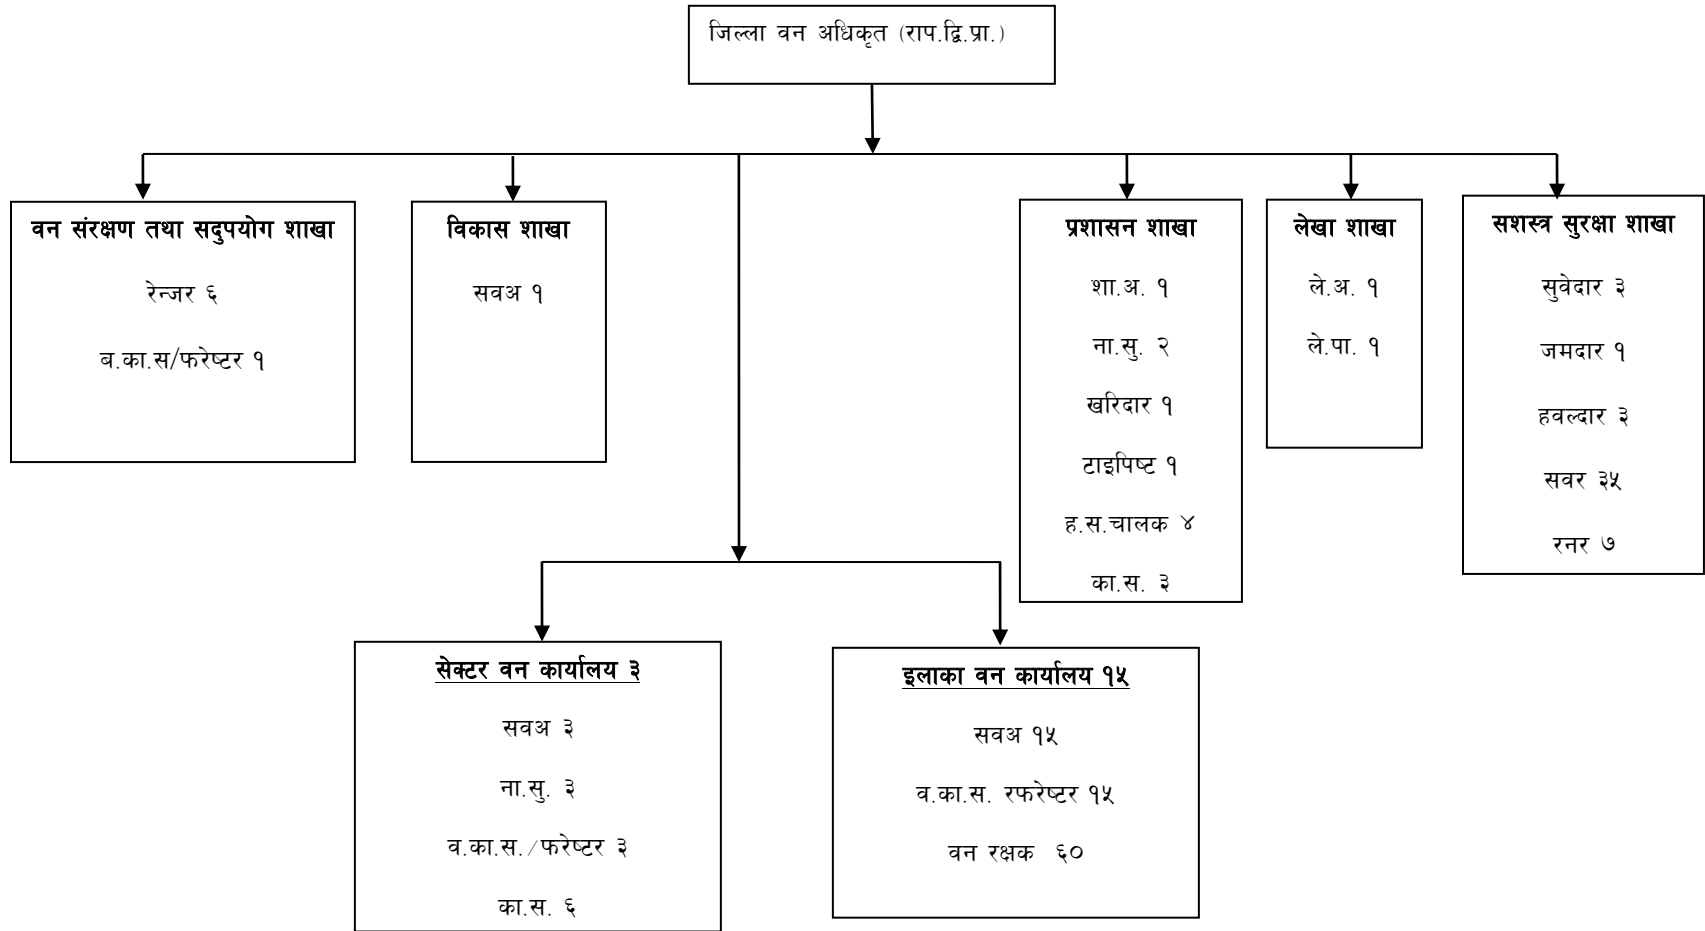 जिल्ला वन अधिकृत (राप.द्वि.प्रा.)
वन संरक्षण तथा सदुपयोग शाखा
रेन्जर ६
ब.का.स/फरेष्टर १
विकास शाखा
सवअ १
प्रशासन शाखा
शा.अ. १
ना.सु. २
खरिदार १
टाइपिष्ट १
ह.स.चालक ४
का.स. ३
लेखा शाखा
ले.अ. १
ले.पा. १
सशस्त्र सुरक्षा शाखा
सुवेदार ३
जमदार १
हवल्दार ३
सवर ३५
रनर ७
सेक्टर वन कार्यालय ३
सवअ ३
ना.सु. ३
व.का.स./फरेष्टर ३
का.स. ६
इलाका वन कार्यालय १५
सवअ १५
व.का.स. रफरेष्टर १५
वन रक्षक ६०